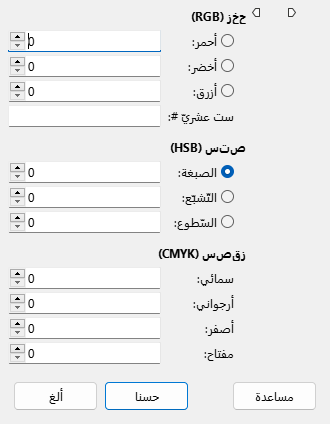 حخز (RGB)
أحمر: 0
أخضر: 0
أزرق: 0
ست عشريّ #:
صتس (HSB)
الصبغة: 0
التّشبّع: 0
السّطوع: 0
زقصس (CMYK)
سمائي: 0
أرجواني: 0
أصفر: 0
مفتاح: 0
مساعدة حسنا ألغ